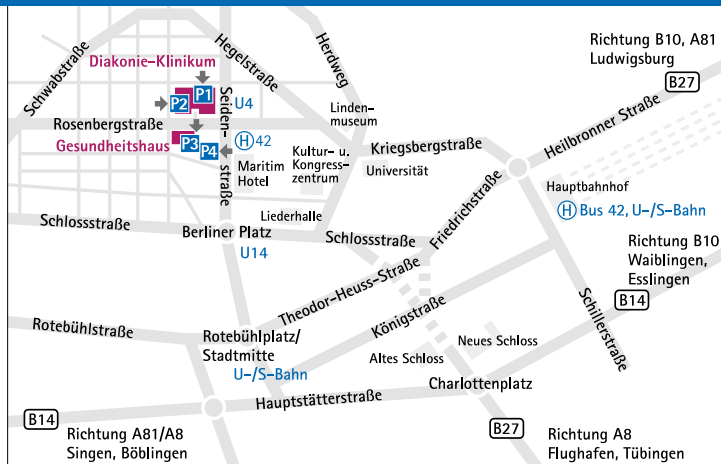 Richtung B10, A81
Ludwigsburg
B27
Schwabstraße
Hegelstraße
Herdweg
Diakonie-Klinikum
P1
P2
Seiden-
straße
U4
Linden-
museum
Heilbronner Straße
Rosenbergstraße
H 42
Gesundheitshaus
P3
P4
Kriegsbergstraße
Kultur- u.
Kongress-
zentrum
Universität
Maritim
Hotel
Friedrichstraße
Hauptbahnhof
H Bus 42, U-/S-Bahn
Schlossstraße
Liederhalle
Berliner Platz
U14
Schlossstraße
Richtung B10
Waiblingen,
Esslingen
B14
Theodor-Heuss-Straße
Königstraße
Schillerstraße
Rotebühlstraße
Rotebühlplatz/
Stadtmitte
U-/S-Bahn
Neues Schloss
Altes Schloss
Charlottenplatz
Hauptstätterstraße
B14
Richtung A81/A8
Singen, Böblingen
B27
Richtung A8
Flughafen, Tübingen